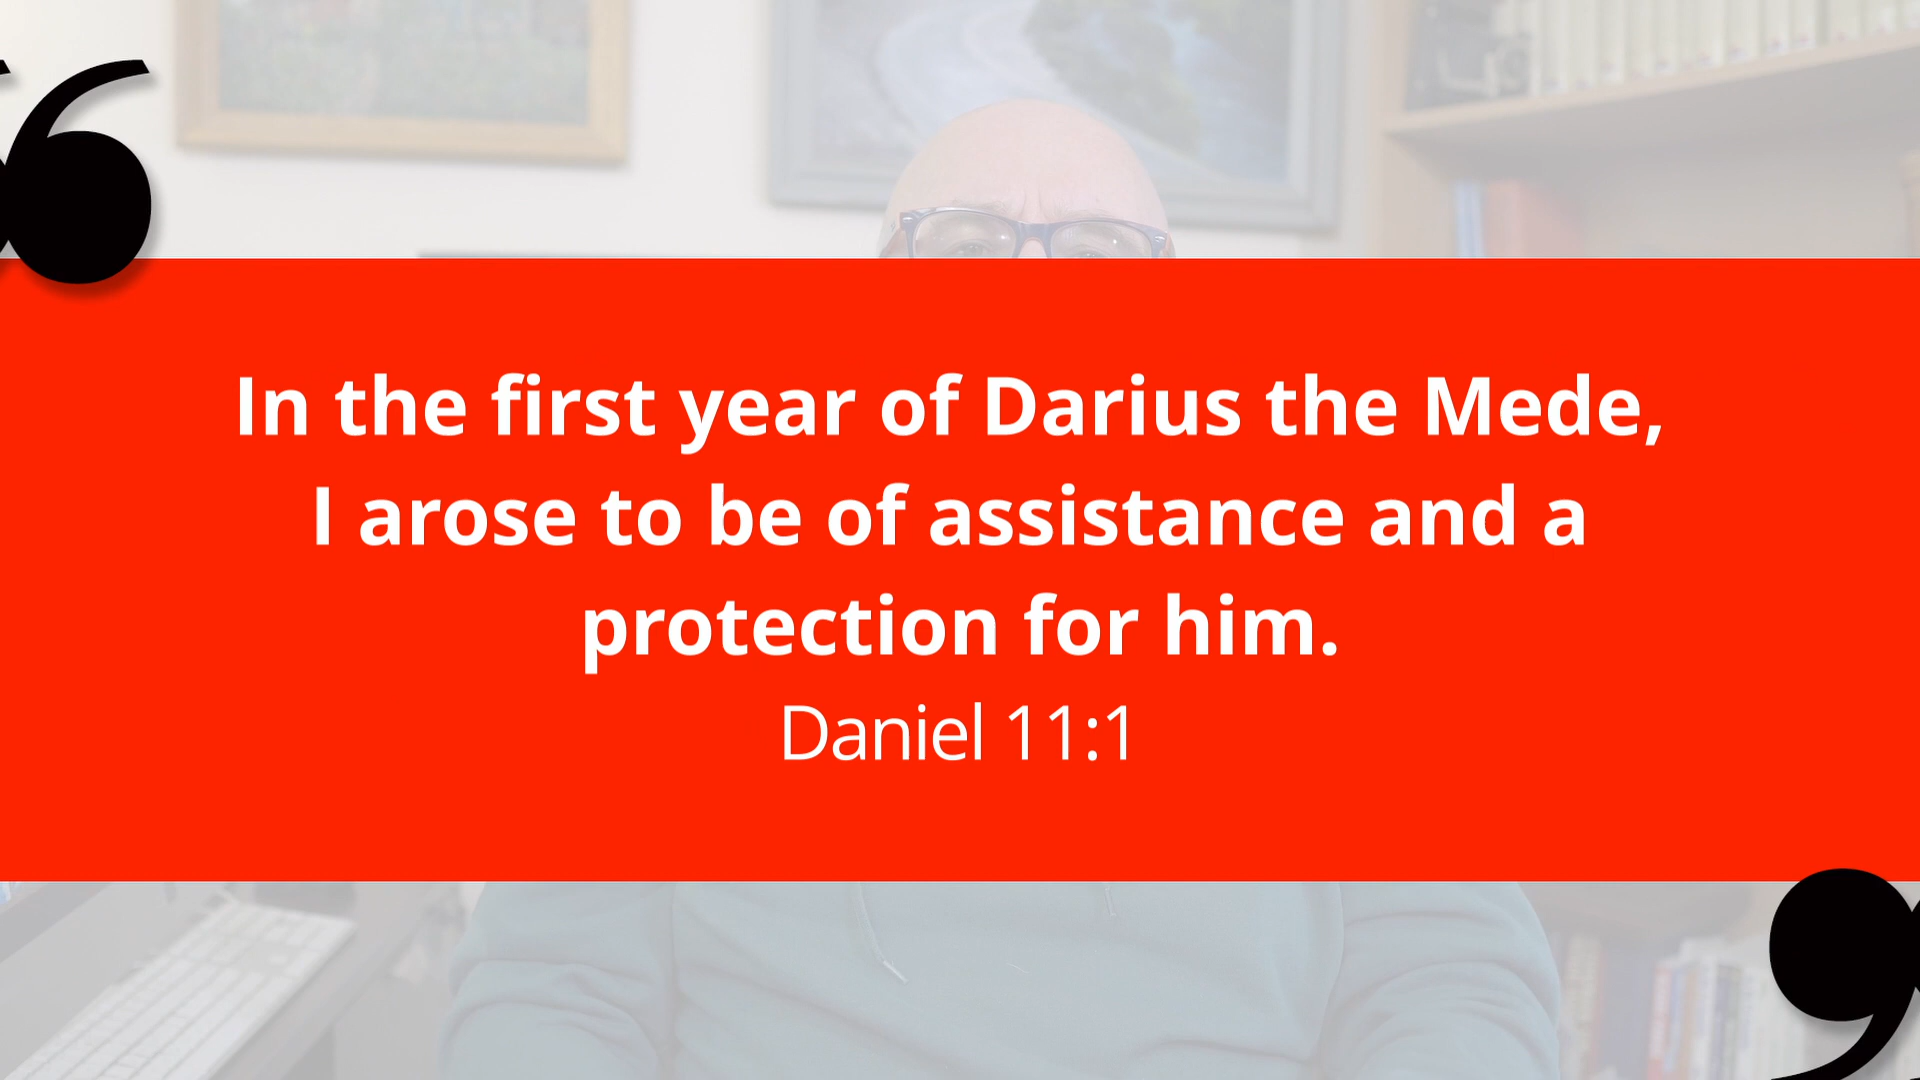 In the first year of Darius the Mede,
I arose to be of assistance and a
protection for him.
Daniel 11:1